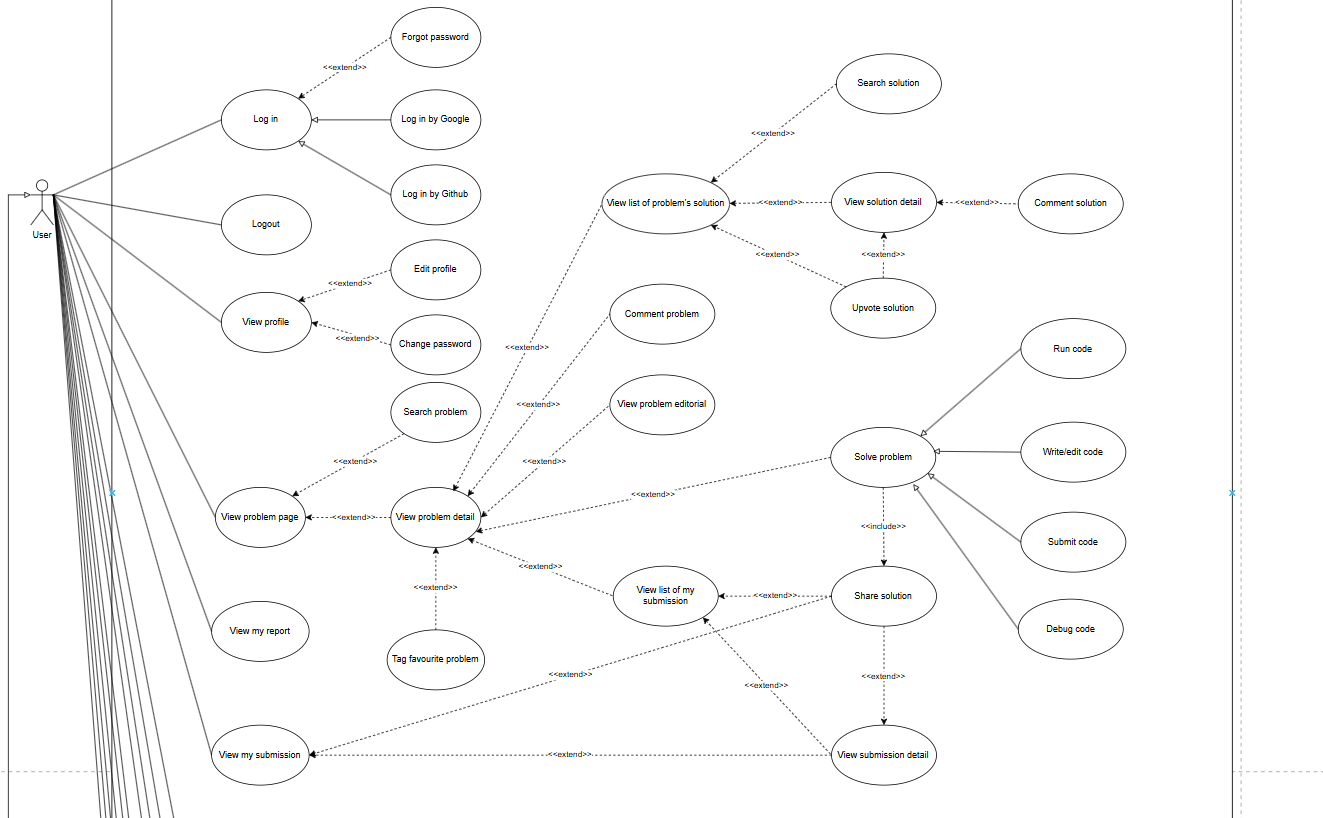 Forgot password
<<extend>>
Search solution
Log in
Log in by Google
<<extend>>
Log in by Github
View list of problem's solution
<<extend>>
View solution detail
<<extend>>
Comment solution
User
Logout
<<extend>>
<<extend>>
Edit profile
<<extend>>
Upvote solution
View profile
Comment problem
<<extend>>
Change password
<<extend>>
Run code
Search problem
<<extend>>
View problem editorial
Write/edit code
<<extend>>
<<extend>>
Solve problem
<<extend>>
View problem page
<<extend>>
View problem detail
<<include>>
Submit code
<<extend>>
<<extend>>
View list of my
submission
<<extend>>
Share solution
View my report
Debug code
Tag favourite problem
<<extend>>
<<extend>>
<<extend>>
View my submission
<<extend>>
View submission detail